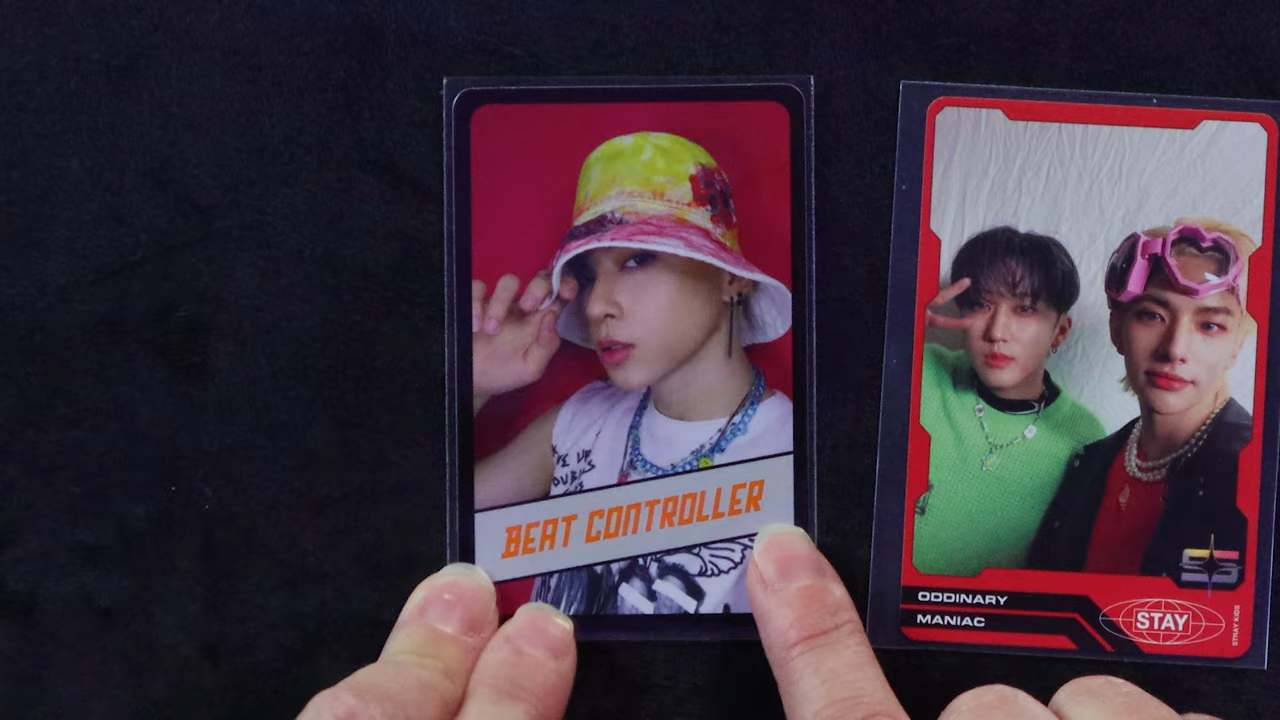 BEAT CONTROLLER
ODDINARY
MANIAC
STAY
STRAY KIDS